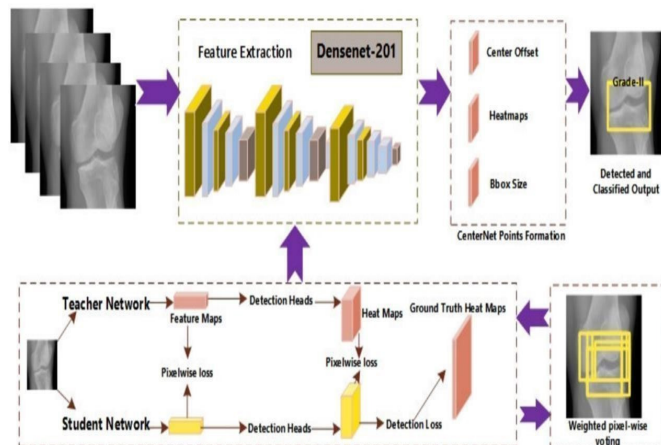 Feature Extraction
Densenet-201
Center Offset
Heatmaps
Bbox Size
CenterNet Points Formation
Grade-II
Detected and
Classified Output
Teacher Network
Feature Maps
Detection Heads
Heat Maps
Ground Truth Heat Maps
Pixelwise loss
Pixelwise loss
Student Network
Detection Heads
Detection Loss
Weighted pixel-wise
voting